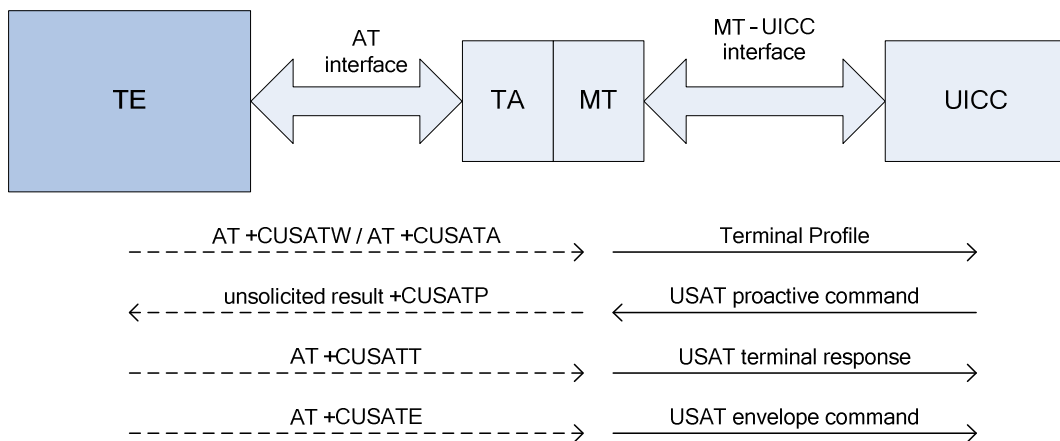 TE
AT
interface
TA
MT
MT - UICC
interface
UICC
AT +CUSATW / AT +CUSATA
Terminal Profile
unsolicited result +CUSATP
USAT proactive command
AT +CUSATT
USAT terminal response
AT +CUSATE
USAT envelope command